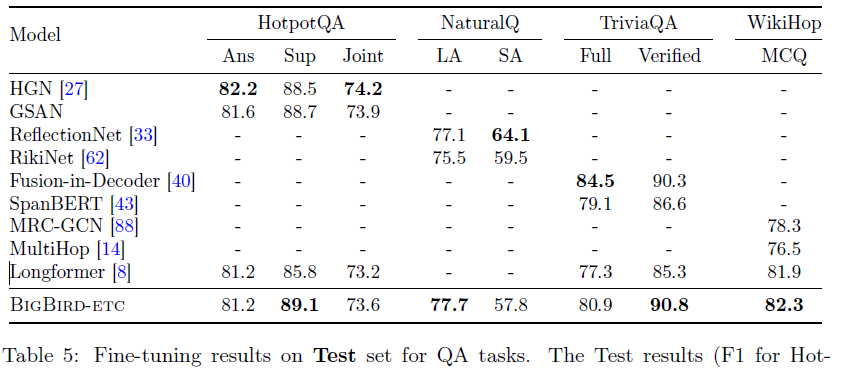 Model HotpotQA NaturalQ TriviaQA WikiHop
Ans Sup Joint LA SA Full Verified MCQ
HGN [27] 82.2 88.5 74.2 - - - - -
GSAN 81.6 88.7 73.9 - - - - -
ReflectionNet [33] - - - 77.1 64.1 - - -
RikiNet [62] - - - 75.5 59.5 - - -
Fusion-in-Decoder [40] - - - - - 84.5 90.3 -
SpanBERT [43] - - - - - 79.1 86.6 -
MRC-GCN [88] - - - - - - - 78.3
MultiHop [14] - - - - - - - 76.5
Longformer [8] 81.2 85.8 73.2 - - 77.3 85.3 81.9
BIGBIRD-ETC 81.2 89.1 73.6 77.7 57.8 80.9 90.8 82.3
Table 5: Fine-tuning results on Test set for QA tasks. The Test results (F1 for Hot-